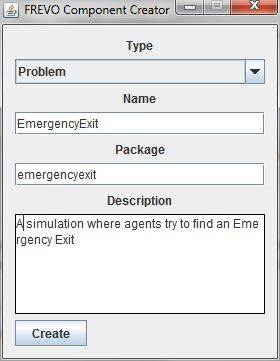 FREVO Component Creator
Type
Problem
Name
EmergencyExit
Package
emergencyexit
Description
A simulation where agents try to find an Eme
rgency Exit
Create